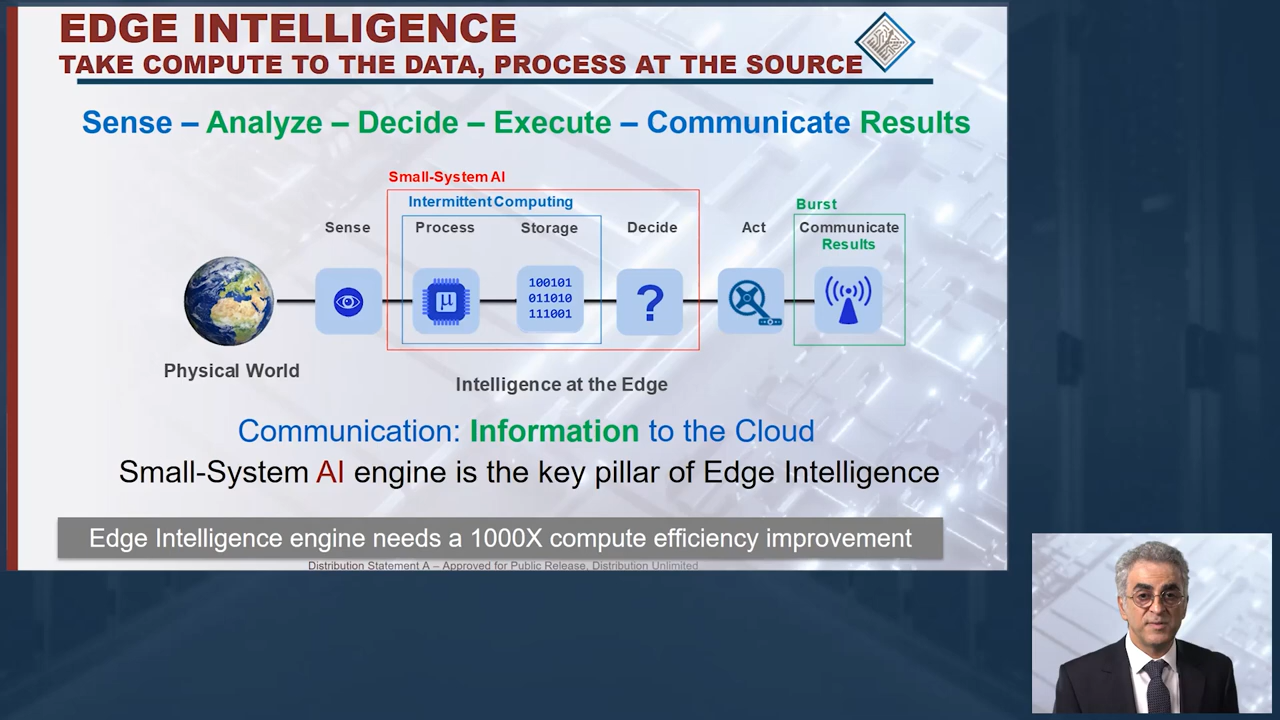 EDGE INTELLIGENCE
TAKE COMPUTE TO THE DATA, PROCESS AT THE SOURCE
Sense – Analyze – Decide – Execute – Communicate Results
Small-System AI
Intermittent Computing
Burst
Sense
Process
Storage
Decide
Act
Communicate
Results
µ
100101
011010
111001
?
Physical World
Intelligence at the Edge
Communication: Information to the Cloud
Small-System AI engine is the key pillar of Edge Intelligence
Edge Intelligence engine needs a 1000X compute efficiency improvement
Distribution Statement A – Approved for Public Release, Distribution Unlimited